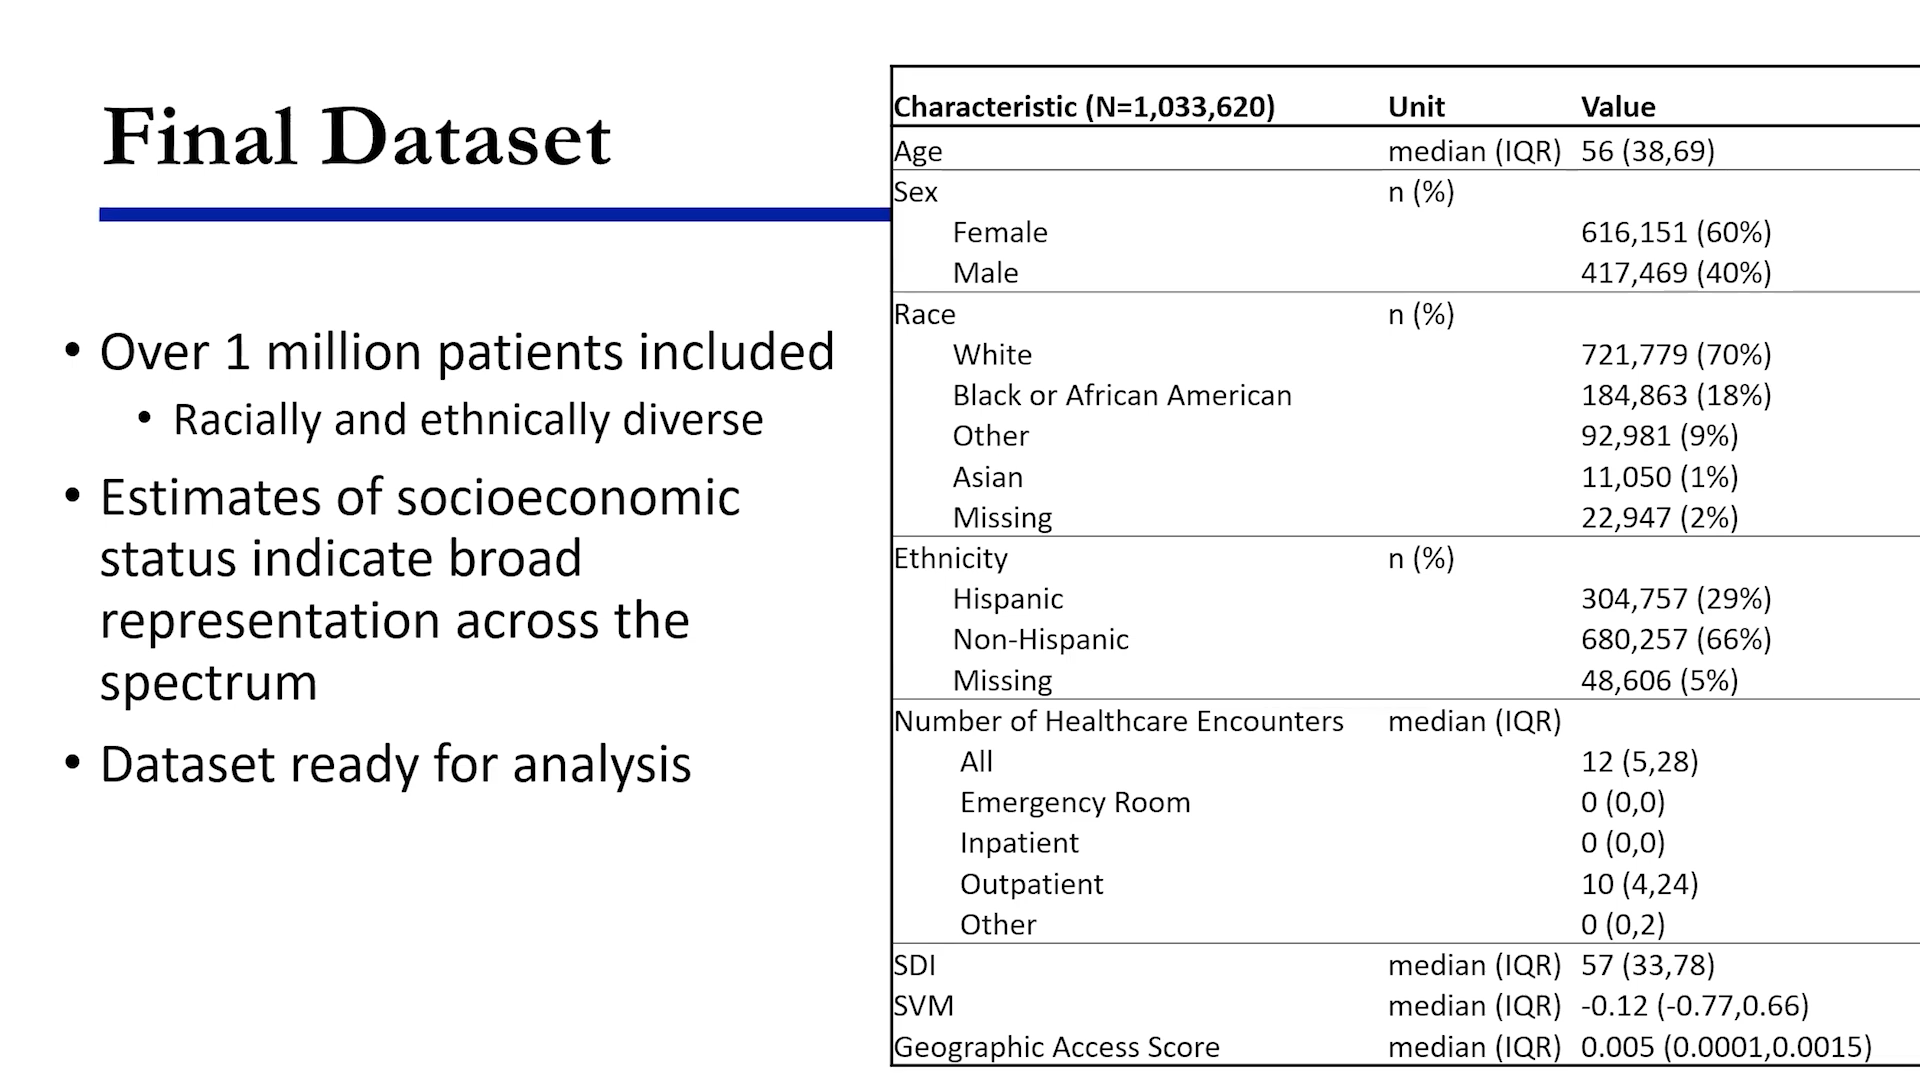 Final Dataset
• Over 1 million patients included
• Racially and ethnically diverse
• Estimates of socioeconomic
status indicate broad
representation across the
spectrum
• Dataset ready for analysis
Characteristic (N=1,033,620) Unit Value
Age median (IQR) 56 (38,69)
Sex n (%)
Female 616,151 (60%)
Male 417,469 (40%)
Race n (%)
White 721,779 (70%)
Black or African American 184,863 (18%)
Other 92,981 (9%)
Asian 11,050 (1%)
Missing 22,947 (2%)
Ethnicity n (%)
Hispanic 304,757 (29%)
Non-Hispanic 680,257 (66%)
Missing 48,606 (5%)
Number of Healthcare Encounters median (IQR)
All 12 (5,28)
Emergency Room 0 (0,0)
Inpatient 0 (0,0)
Outpatient 10 (4,24)
Other 0 (0,2)
SDI median (IQR) 57 (33,78)
SVM median (IQR) -0.12 (-0.77,0.66)
Geographic Access Score median (IQR) 0.005 (0.0001,0.0015)